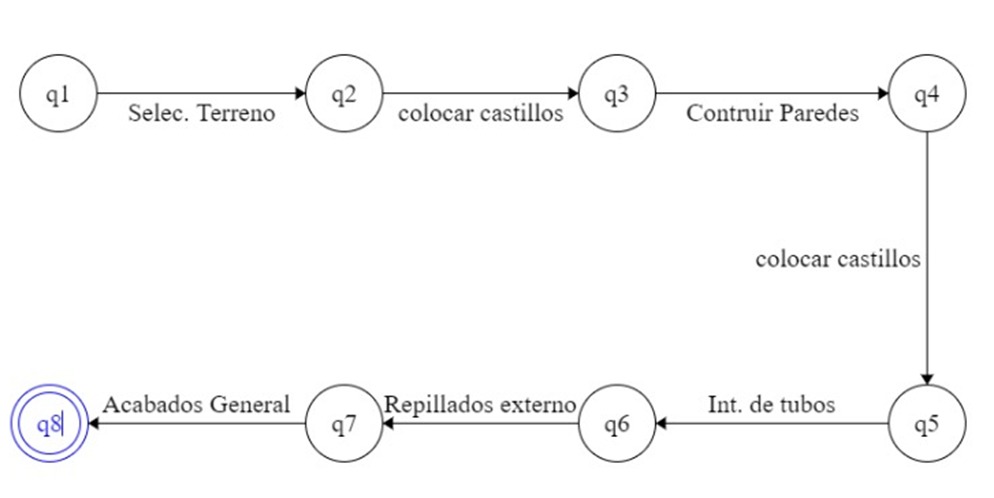 q1
Selec. Terreno
q2
colocar castillos
q3
Contruir Paredes
q4
colocar castillos
q5
Int. de tubos
q6
Repillados externo
q7
Acabados General
q8